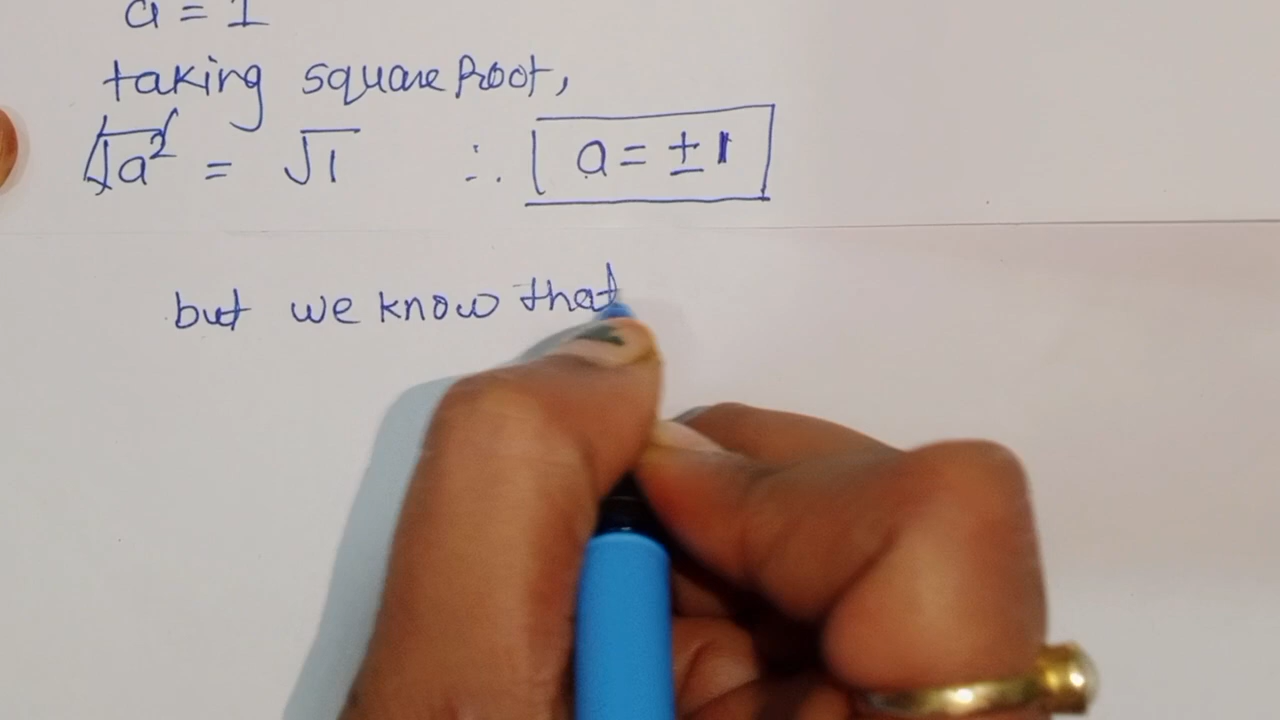 a = 1
taking square Root,
√a² = √1 ∴ a = ±1
but we know that